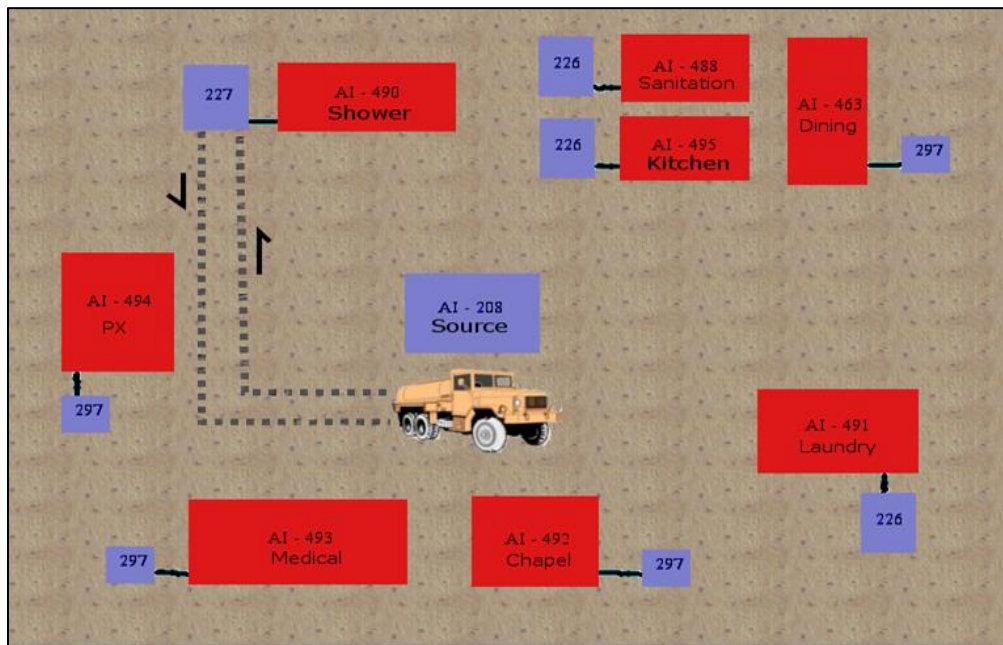 227
AI - 490
Shower
226
AI - 488
Sanitation
226
AI - 495
Kitchen
AI - 463
Dining
297
AI - 494
PX
297
AI - 208
Source
AI - 491
Laundry
226
297
AI - 493
Medical
AI - 492
Chapel
297